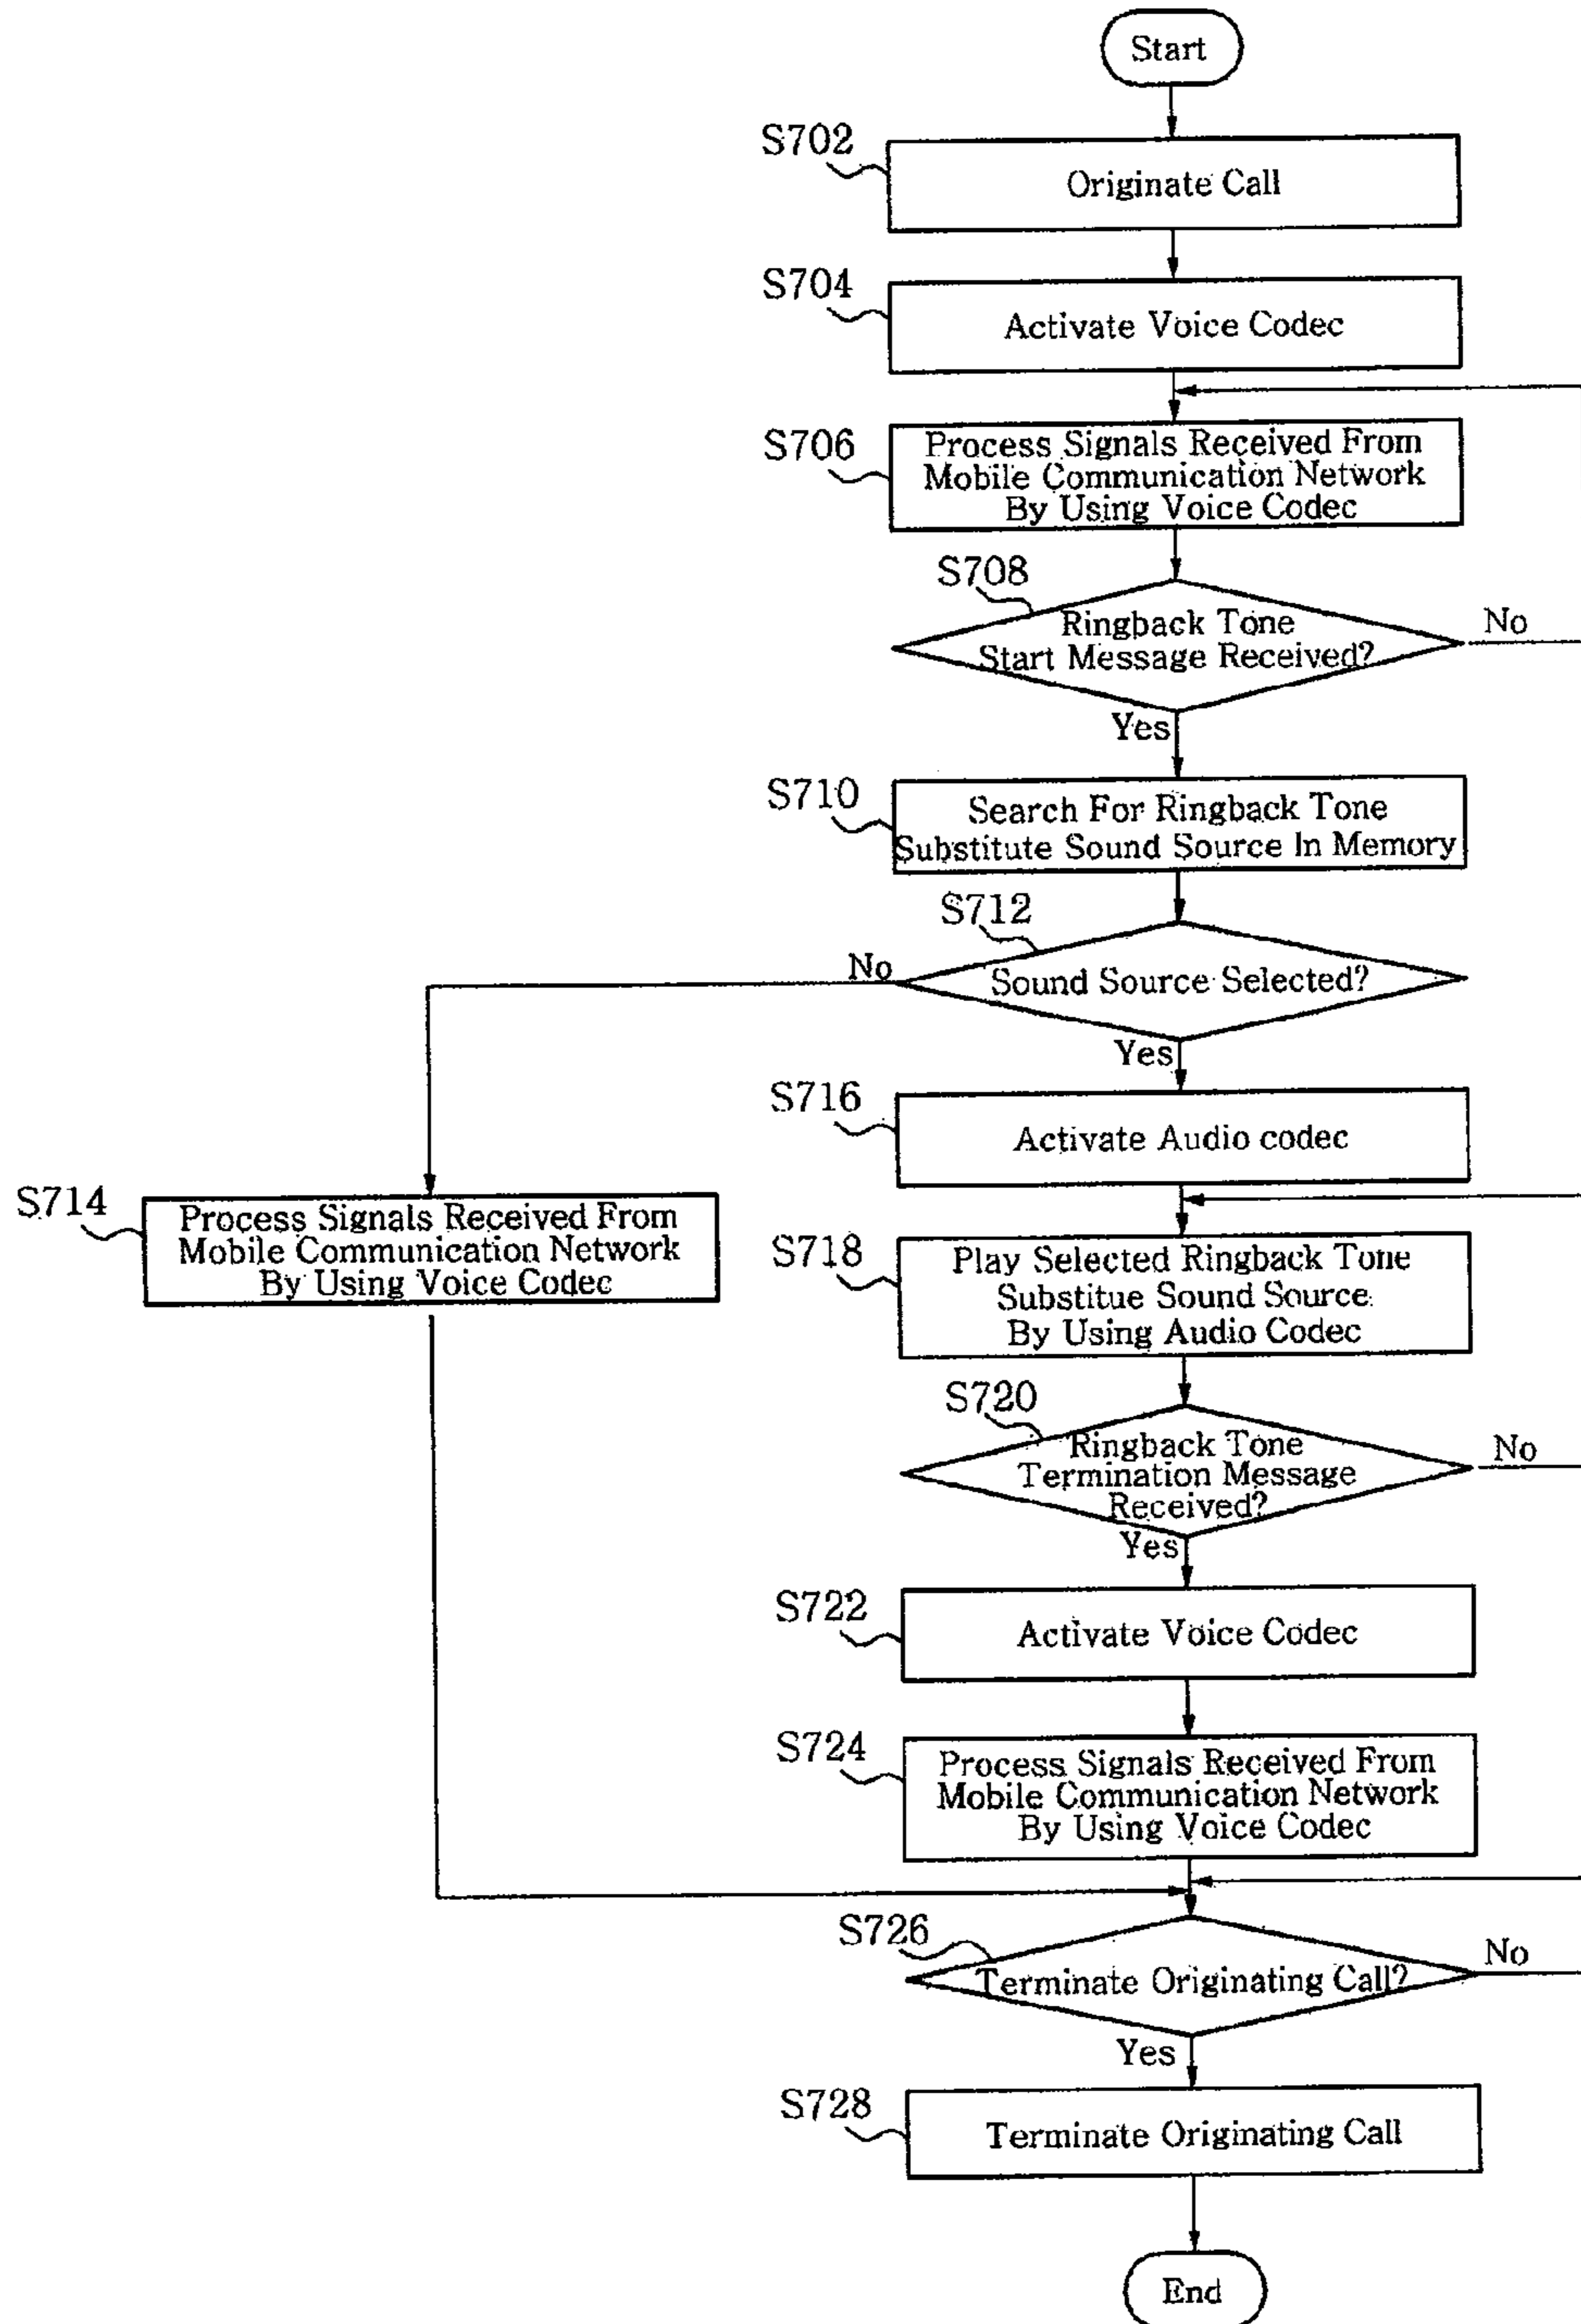 Start
S702
Originate Call
S704
Activate Voice Codec
S706
Process Signals Received From
Mobile Communication Network
By Using Voice Codec
S708
Ringback Tone
Start Message Received?
No
Yes
S710
Search For Ringback Tone
Substitute Sound Source In Memory
S712
No
Sound Source Selected?
Yes
S716
Activate Audio codec
S714
Process Signals Received From
Mobile Communication Network
By Using Voice Codec
S718
Play Selected Ringback Tone
Substitue Sound Source
By Using Audio Codec
S720
Ringback Tone
Termination Message
Received?
No
Yes
S722
Activate Voice Codec
S724
Process Signals Received From
Mobile Communication Network
By Using Voice Codec
S726
Terminate Originating Call?
No
Yes
S728
Terminate Originating Call
End